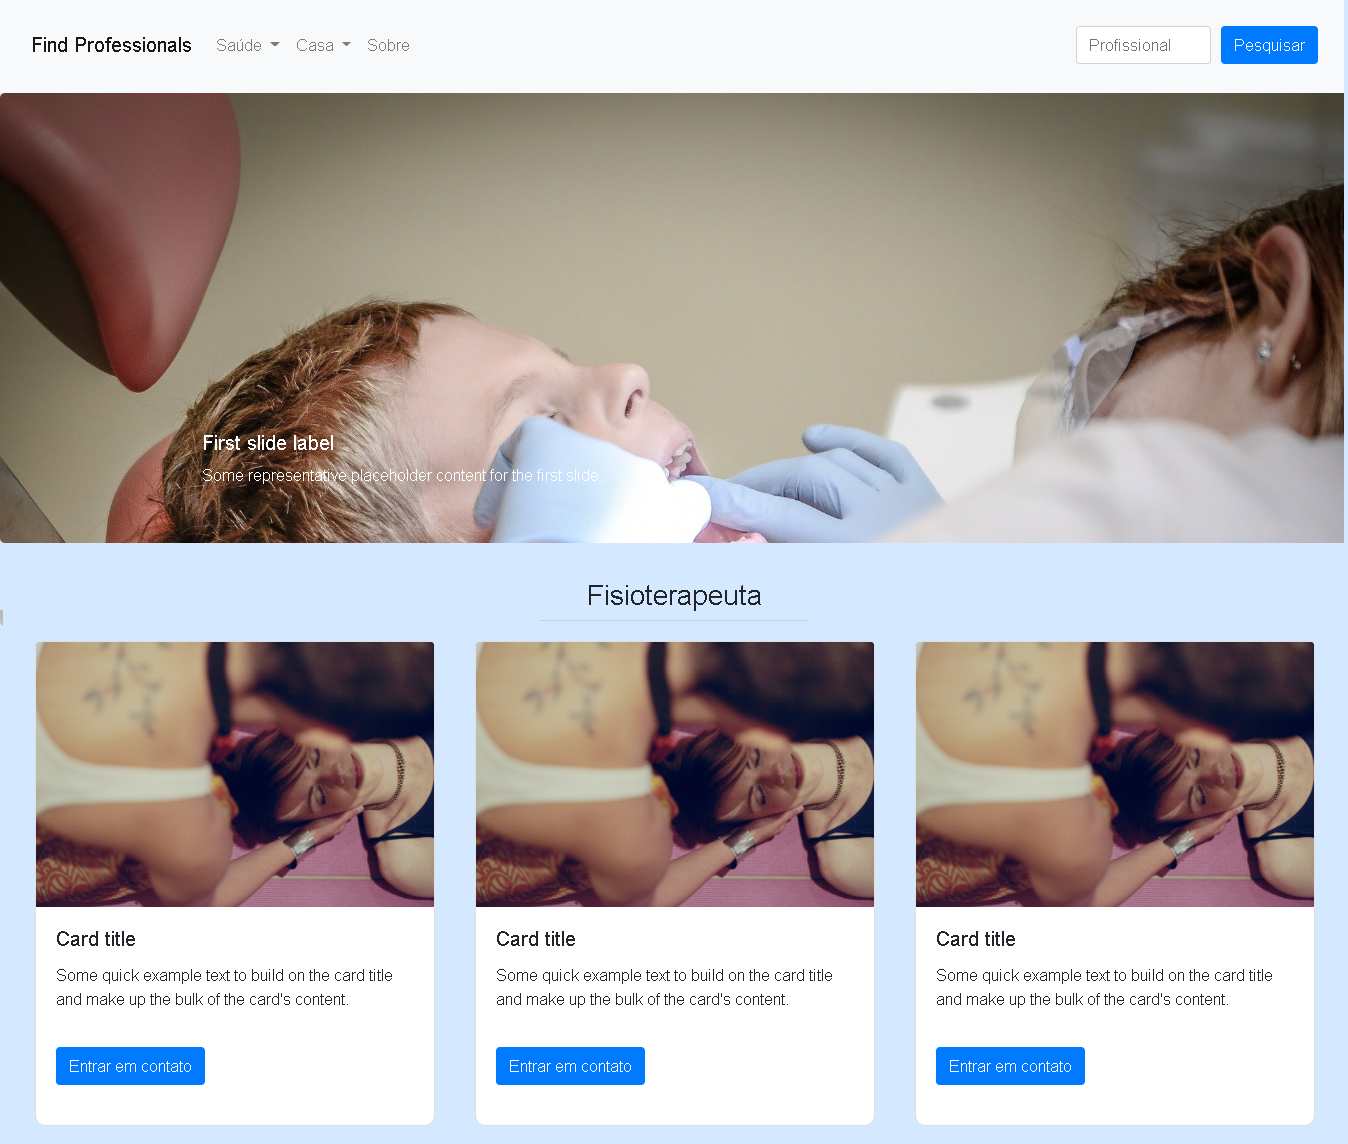 Find Professionals Saúde Casa Sobre Profissional Pesquisar
First slide label
Some representative placeholder content for the first slide.
Fisioterapeuta
Card title
Some quick example text to build on the card title
and make up the bulk of the card's content.
Entrar em contato
Card title
Some quick example text to build on the card title
and make up the bulk of the card's content.
Entrar em contato
Card title
Some quick example text to build on the card title
and make up the bulk of the card's content.
Entrar em contato